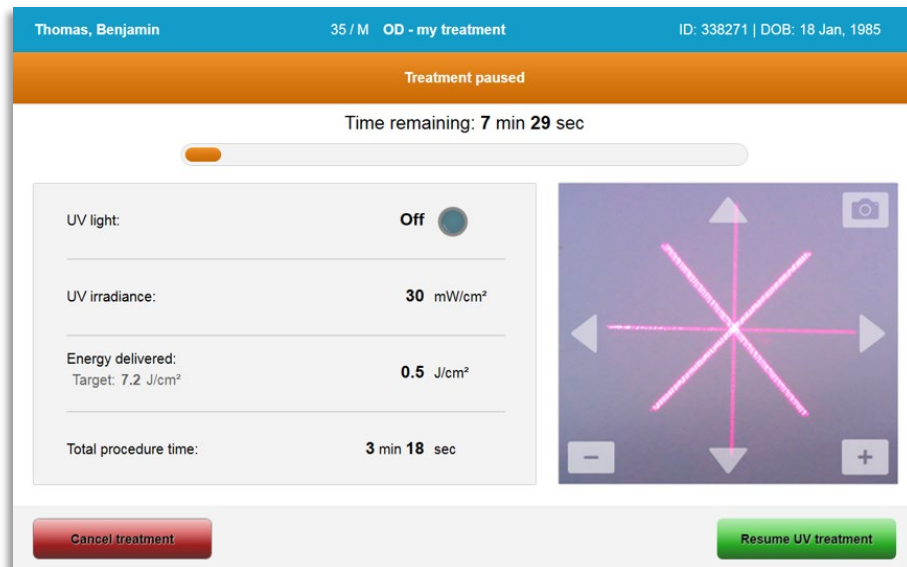 Thomas, Benjamin 35 / M OD - my treatment ID: 338271 | DOB: 18 Jan, 1985
Treatment paused
Time remaining: 7 min 29 sec
UV light: Off
UV irradiance: 30 mW/cm²
Energy delivered:
Target: 7.2 J/cm² 0.5 J/cm²
Total procedure time: 3 min 18 sec
Cancel treatment Resume UV treatment